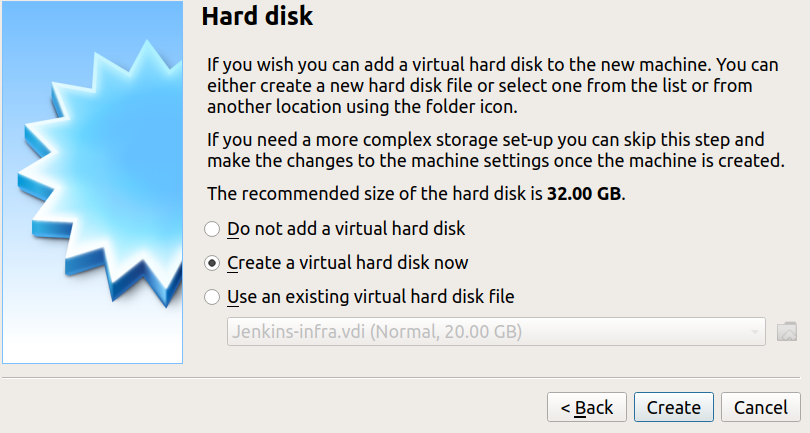 Hard disk
If you wish you can add a virtual hard disk to the new machine. You can
either create a new hard disk file or select one from the list or from
another location using the folder icon.
If you need a more complex storage set-up you can skip this step and
make the changes to the machine settings once the machine is created.
The recommended size of the hard disk is 32.00 GB.
Do not add a virtual hard disk
Create a virtual hard disk now
Use an existing virtual hard disk file
Jenkins-infra.vdi (Normal, 20.00 GB)
< Back Create Cancel